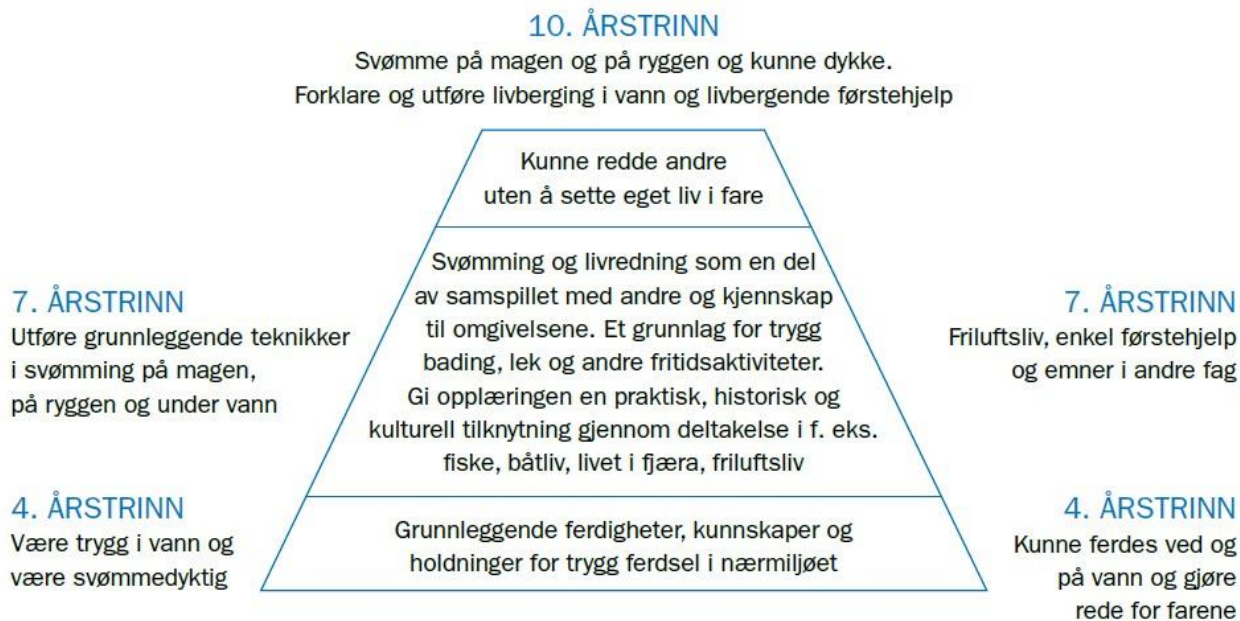 10. ÅRSTRINN
Svømme på magen og på ryggen og kunne dykke.
Forklare og utføre livberging i vann og livbergende førstehjelp
Kunne redde andre
uten å sette eget liv i fare
7. ÅRSTRINN
Utføre grunnleggende teknikker
i svømming på magen,
på ryggen og under vann
Svømming og livredning som en del
av samspillet med andre og kjennskap
til omgivelsene. Et grunnlag for trygg
bading, lek og andre fritidsaktiviteter.
Gi opplæringen en praktisk, historisk og
kulturell tilknytning gjennom deltakelse i f. eks.
fiske, båtliv, livet i fjæra, friluftsliv
7. ÅRSTRINN
Friluftsliv, enkel førstehjelp
og emner i andre fag
4. ÅRSTRINN
Være trygg i vann og
være svømmedyktig
Grunnleggende ferdigheter, kunnskaper og
holdninger for trygg ferdsel i nærmiljøet
4. ÅRSTRINN
Kunne ferdes ved og
på vann og gjøre
rede for farene